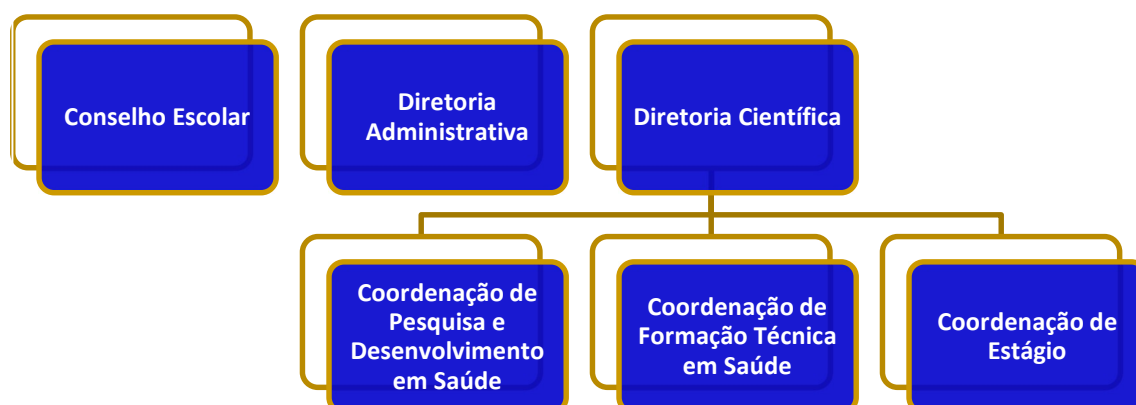 Conselho Escolar
Diretoria
Administrativa
Diretoria Científica
Coordenação de
Pesquisa e
Desenvolvimento
em Saúde
Coordenação de
Formação Técnica
em Saúde
Coordenação de
Estágio